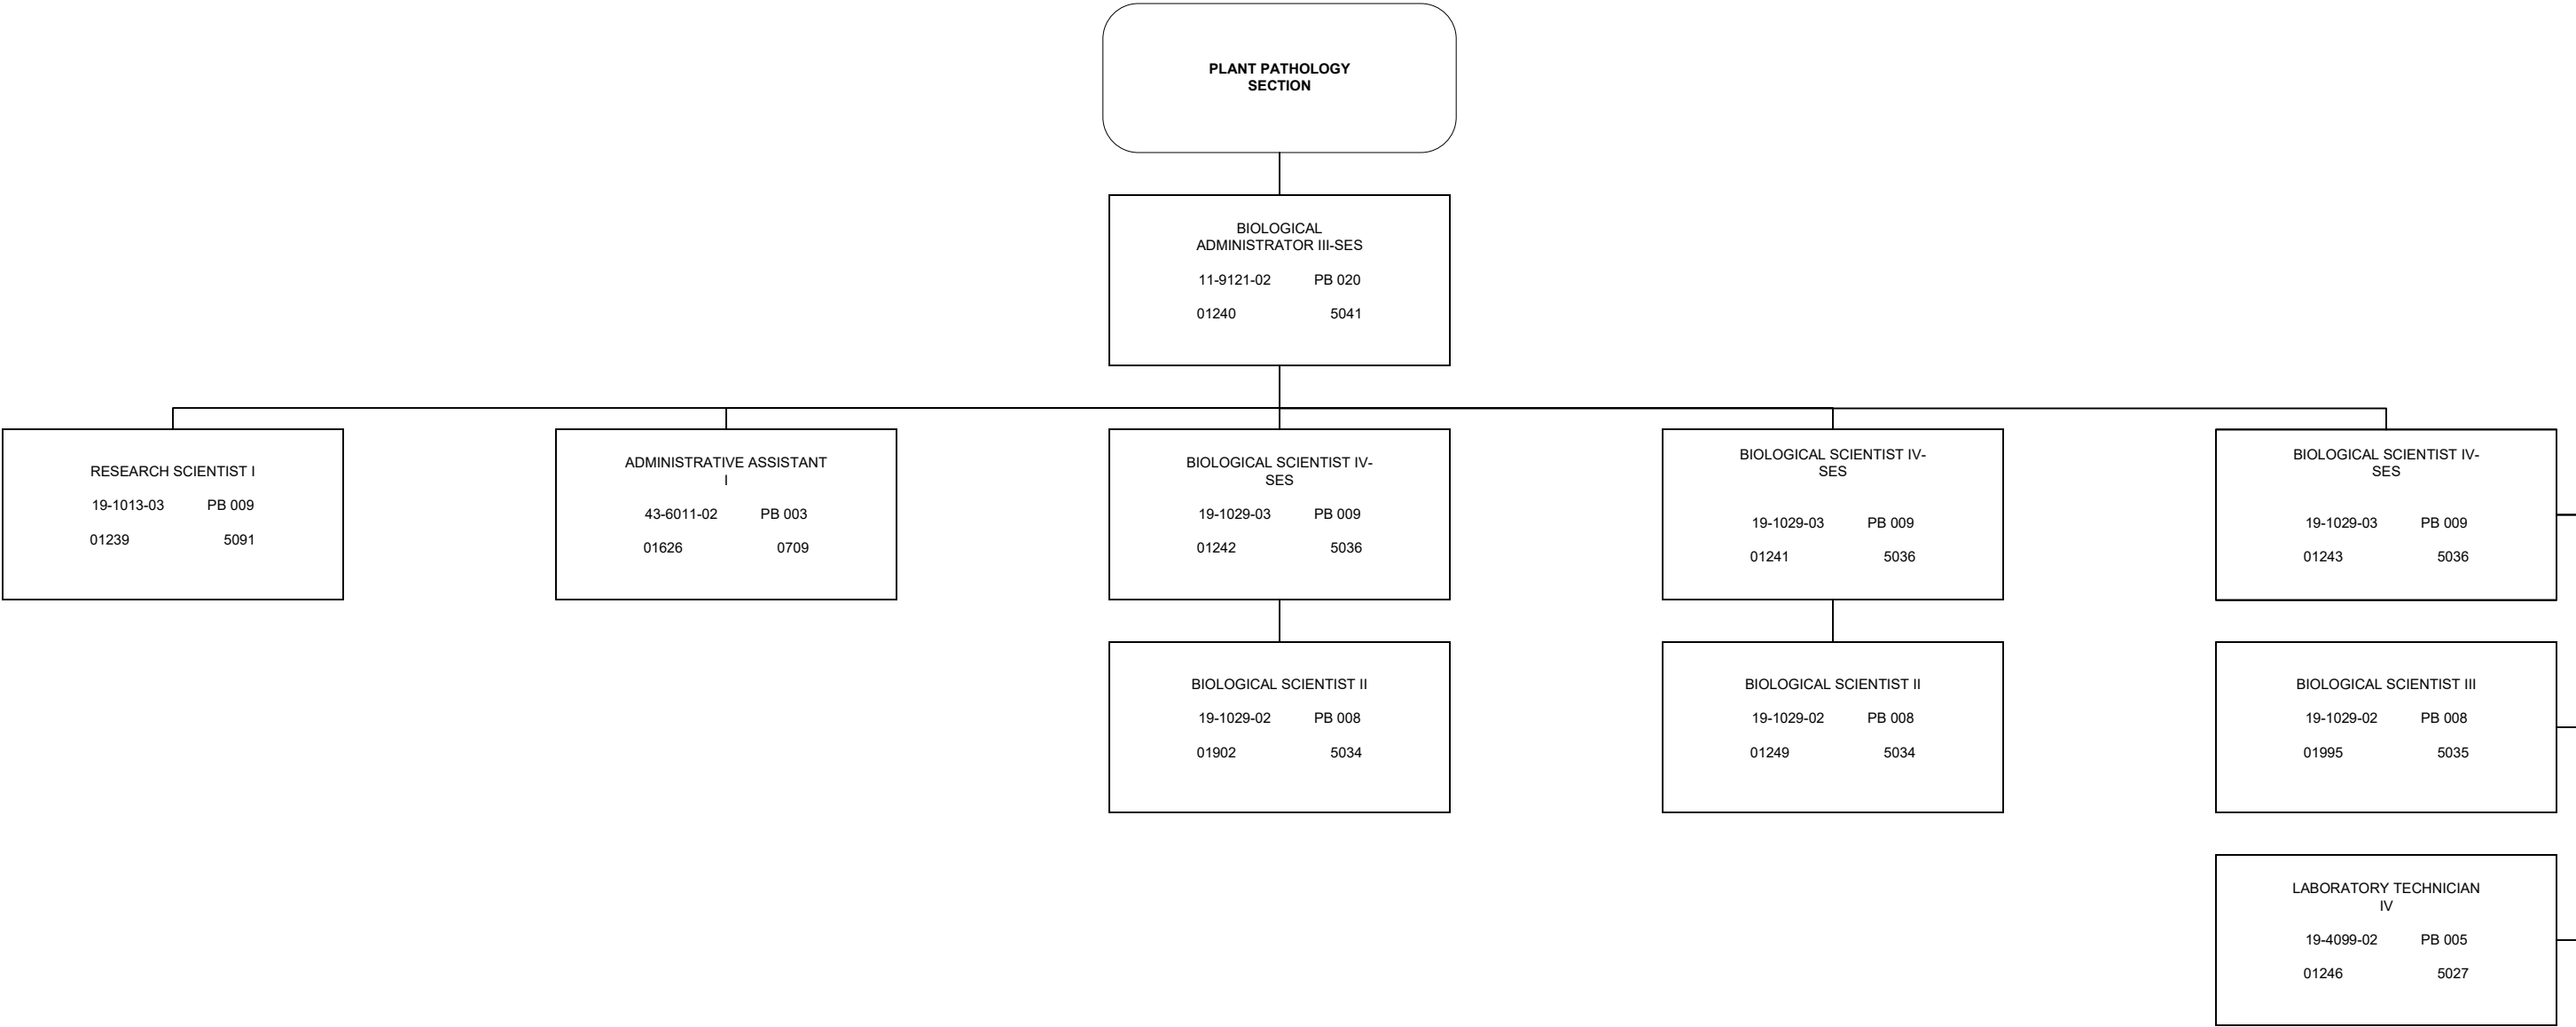 PLANT PATHOLOGY
SECTION
BIOLOGICAL
ADMINISTRATOR III-SES
11-9121-02 PB 020
01240 5041
RESEARCH SCIENTIST I
19-1013-03 PB 009
01239 5091
ADMINISTRATIVE ASSISTANT
I
43-6011-02 PB 003
01626 0709
BIOLOGICAL SCIENTIST IV-
SES
19-1029-03 PB 009
01242 5036
BIOLOGICAL SCIENTIST IV-
SES
19-1029-03 PB 009
01241 5036
BIOLOGICAL SCIENTIST IV-
SES
19-1029-03 PB 009
01243 5036
BIOLOGICAL SCIENTIST II
19-1029-02 PB 008
01902 5034
BIOLOGICAL SCIENTIST II
19-1029-02 PB 008
01249 5034
BIOLOGICAL SCIENTIST III
19-1029-02 PB 008
01995 5035
LABORATORY TECHNICIAN
IV
19-4099-02 PB 005
01246 5027